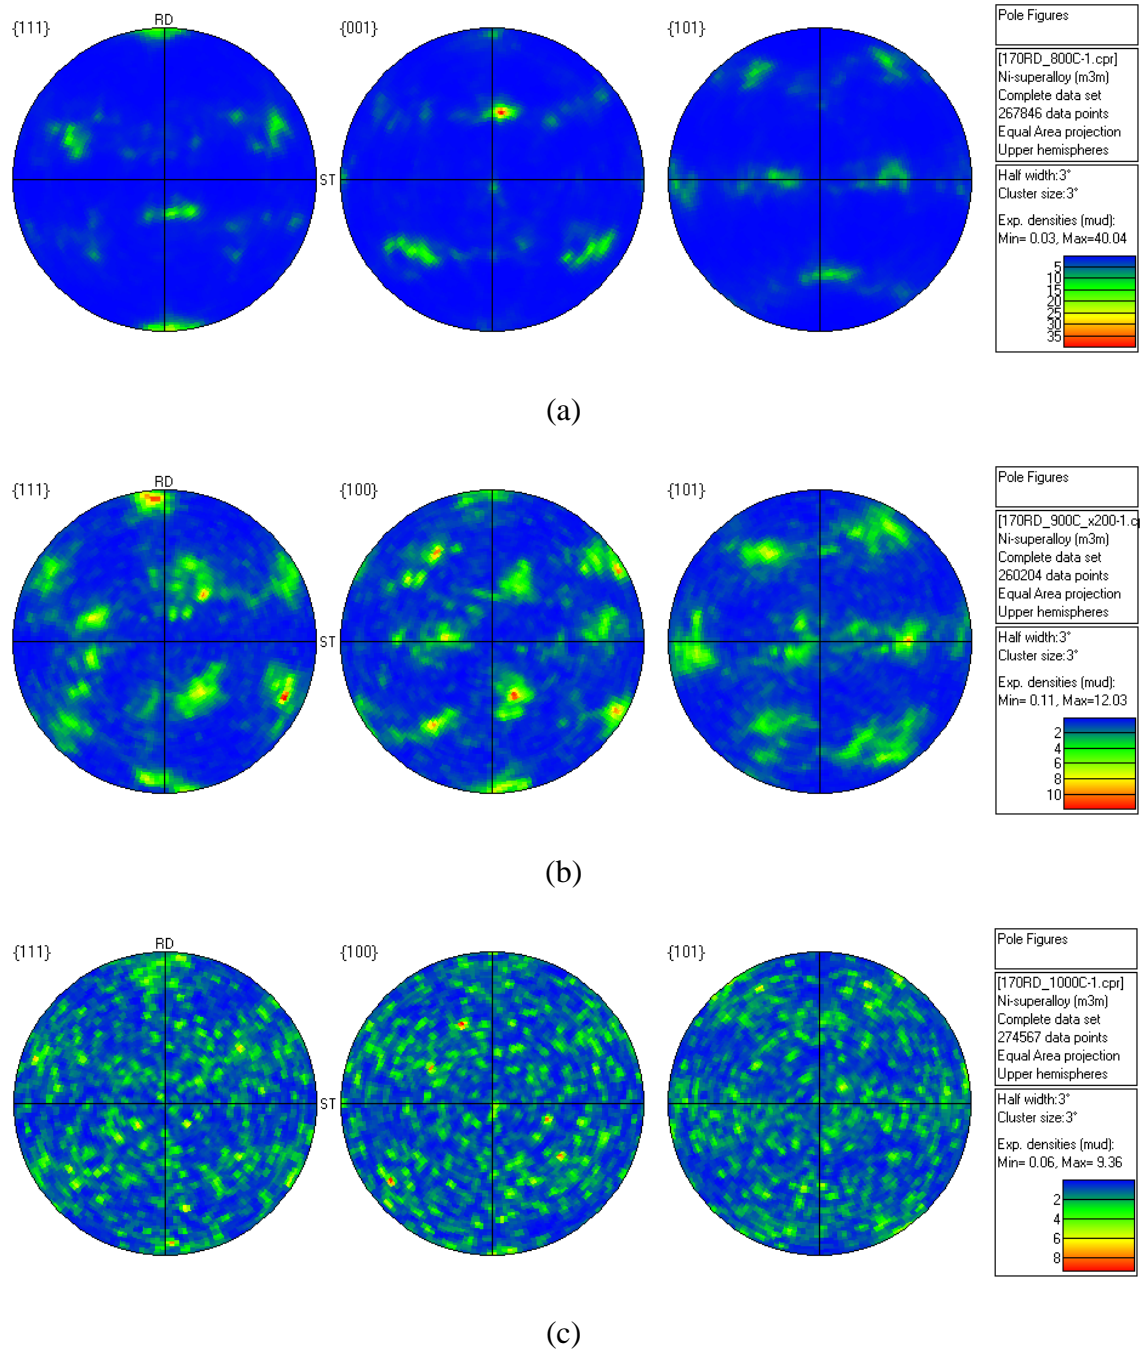 {111}
RD
{001}
{101}
ST
Pole Figures
[170RD_800C-1.cpr]
Ni-superalloy (m3m)
Complete data set
267846 data points
Equal Area projection
Upper hemispheres
Half width:3°
Cluster size:3°
Exp. densities (mud):
Min= 0.03, Max=40.04
5
10
15
20
25
30
35
(a)
{111}
RD
{100}
{101}
ST
Pole Figures
[170RD_900C_x200-1.c
Ni-superalloy (m3m)
Complete data set
260204 data points
Equal Area projection
Upper hemispheres
Half width:3°
Cluster size:3°
Exp. densities (mud):
Min= 0.11, Max=12.03
2
4
6
8
10
(b)
{111}
RD
{100}
{101}
ST
Pole Figures
[170RD_1000C-1.cpr]
Ni-superalloy (m3m)
Complete data set
274567 data points
Equal Area projection
Upper hemispheres
Half width:3°
Cluster size:3°
Exp. densities (mud):
Min= 0.06, Max= 9.36
2
4
6
8
(c)